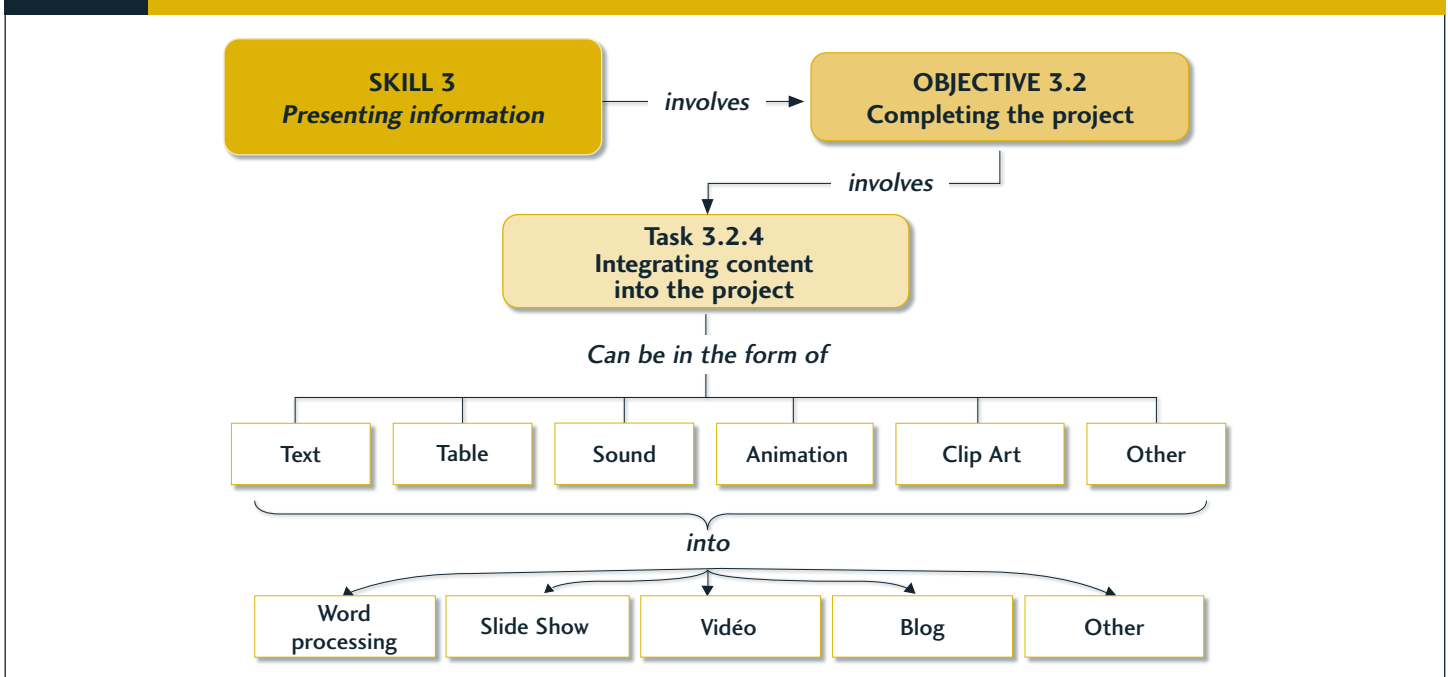 SKILL 3
Presenting information
involves
OBJECTIVE 3.2
Completing the project
involves
Task 3.2.4
Integrating content
into the project
Can be in the form of
Text
Table
Sound
Animation
Clip Art
Other
into
Word
processing
Slide Show
Vidéo
Blog
Other